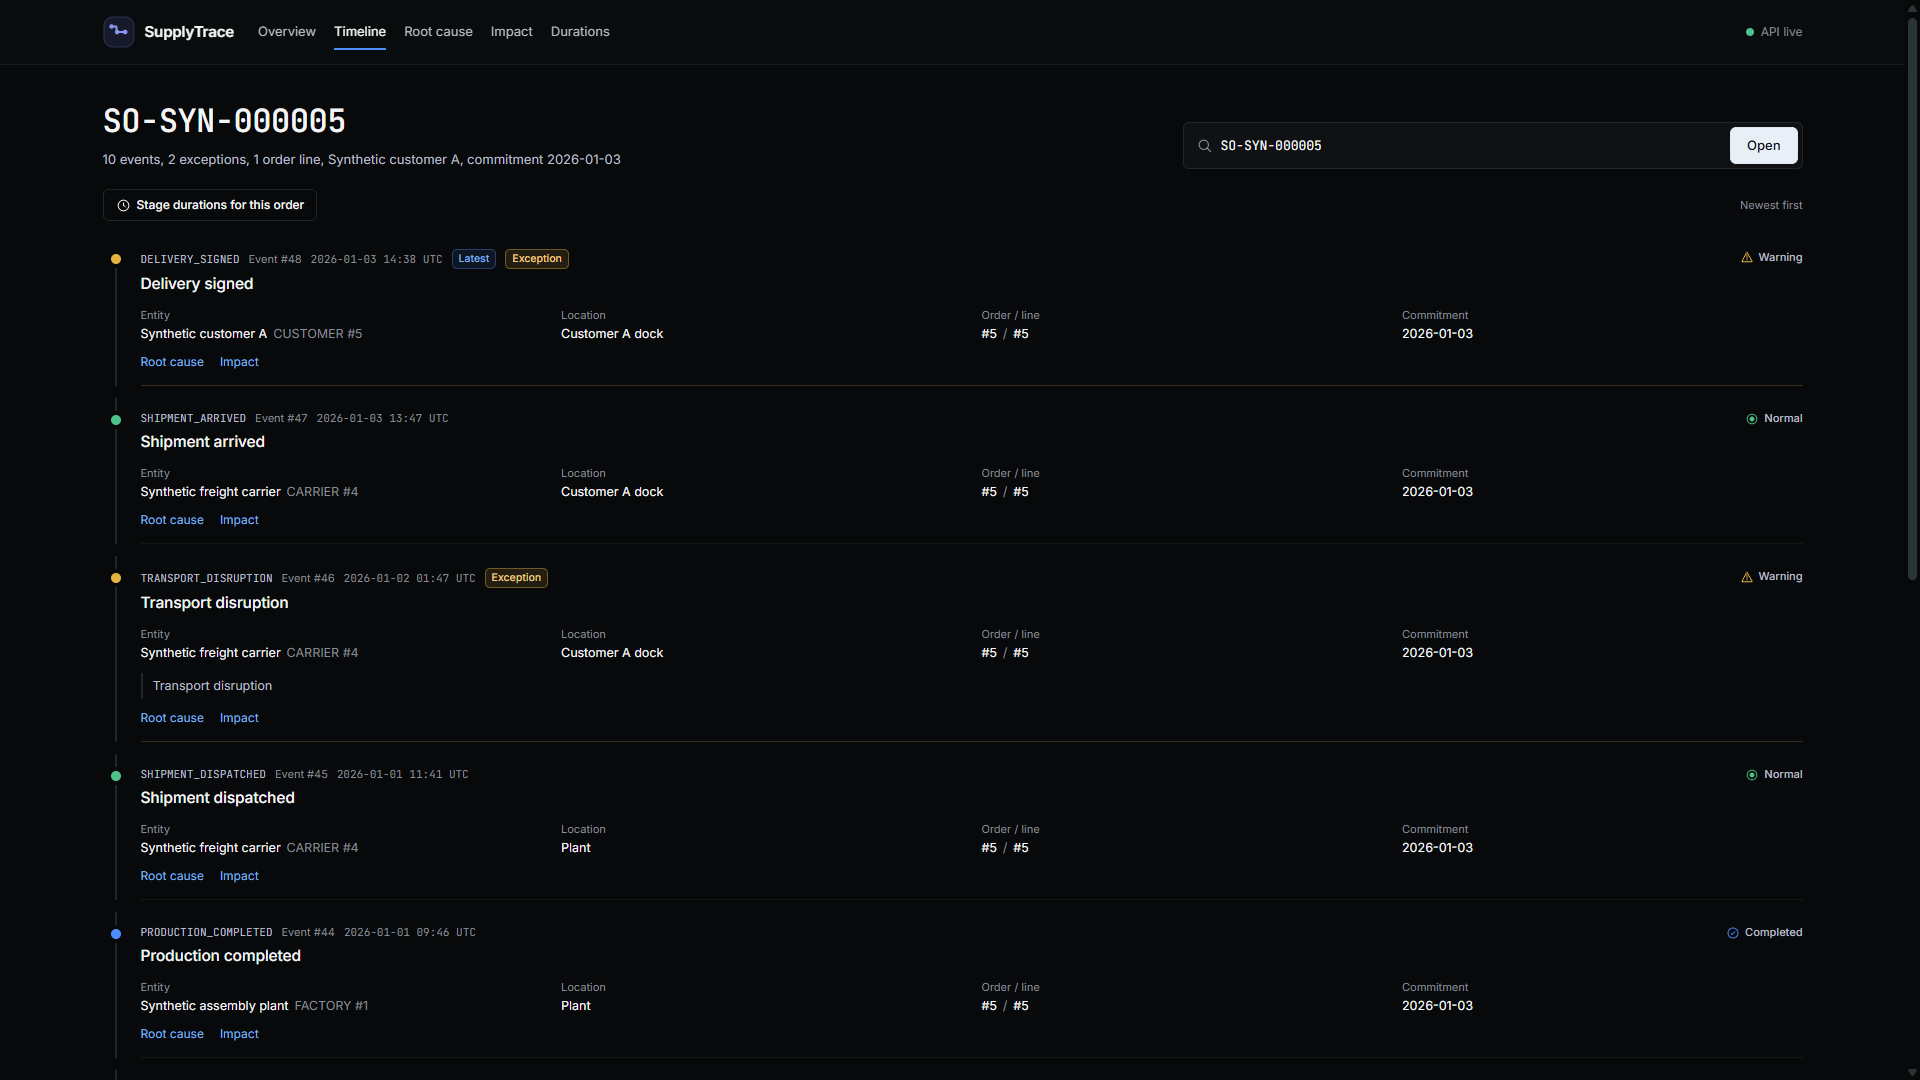 SupplyTrace Overview Timeline Root cause Impact Durations API live
SO-SYN-000005
10 events, 2 exceptions, 1 order line, Synthetic customer A, commitment 2026-01-03
SO-SYN-000005 Open
Stage durations for this order Newest first
DELIVERY_SIGNED Event #48 2026-01-03 14:38 UTC Latest Exception Warning
Delivery signed
Entity Location Order / line Commitment
Synthetic customer A CUSTOMER #5 Customer A dock #5 / #5 2026-01-03
Root cause Impact
SHIPMENT_ARRIVED Event #47 2026-01-03 13:47 UTC Normal
Shipment arrived
Entity Location Order / line Commitment
Synthetic freight carrier CARRIER #4 Customer A dock #5 / #5 2026-01-03
Root cause Impact
TRANSPORT_DISRUPTION Event #46 2026-01-02 01:47 UTC Exception Warning
Transport disruption
Entity Location Order / line Commitment
Synthetic freight carrier CARRIER #4 Customer A dock #5 / #5 2026-01-03
Transport disruption
Root cause Impact
SHIPMENT_DISPATCHED Event #45 2026-01-01 11:41 UTC Normal
Shipment dispatched
Entity Location Order / line Commitment
Synthetic freight carrier CARRIER #4 Plant #5 / #5 2026-01-03
Root cause Impact
PRODUCTION_COMPLETED Event #44 2026-01-01 09:46 UTC Completed
Production completed
Entity Location Order / line Commitment
Synthetic assembly plant FACTORY #1 Plant #5 / #5 2026-01-03
Root cause Impact